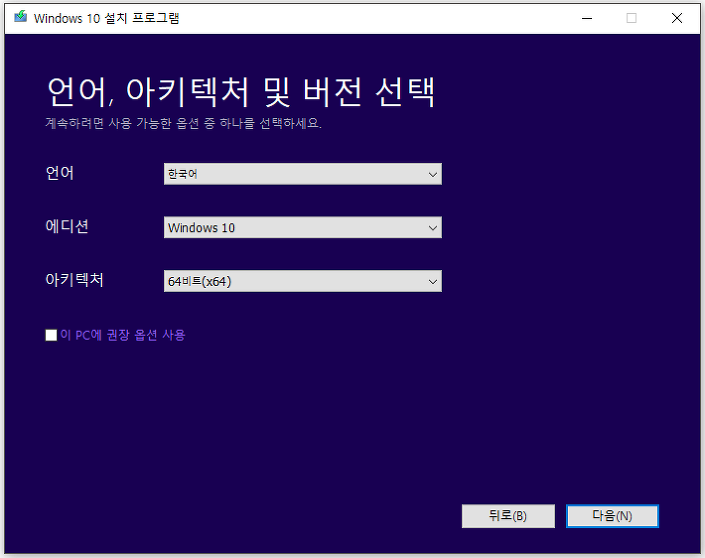 Windows 10 설치 프로그램
언어, 아키텍처 및 버전 선택
계속하려면 사용 가능한 옵션 중 하나를 선택하세요.
언어 한국어
에디션 Windows 10
아키텍처 64비트(x64)
이 PC에 권장 옵션 사용
뒤로(B) 다음(N)